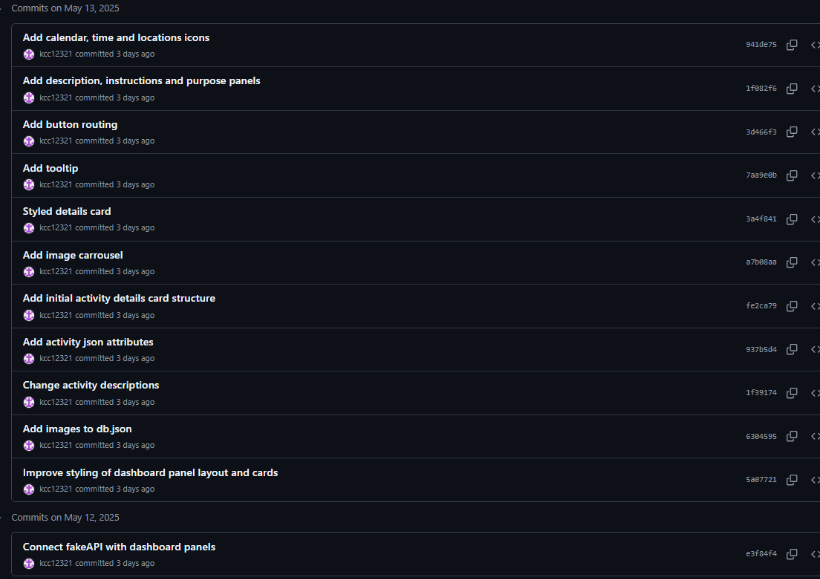 Commits on May 13, 2025
Add calendar, time and locations icons
941de75
kcc12321 committed 3 days ago
Add description, instructions and purpose panels
1f082f6
kcc12321 committed 3 days ago
Add button routing
3d466f3
kcc12321 committed 3 days ago
Add tooltip
7aa9e0b
kcc12321 committed 3 days ago
Styled details card
3a4f841
kcc12321 committed 3 days ago
Add image carrousel
a7b08aa
kcc12321 committed 3 days ago
Add initial activity details card structure
fe2ca79
kcc12321 committed 3 days ago
Add activity json attributes
937b5d4
kcc12321 committed 3 days ago
Change activity descriptions
1f39174
kcc12321 committed 3 days ago
Add images to db.json
6304595
kcc12321 committed 3 days ago
Improve styling of dashboard panel layout and cards
5a07721
kcc12321 committed 3 days ago
Commits on May 12, 2025
Connect fakeAPI with dashboard panels
e3f84f4
kcc12321 committed 3 days ago